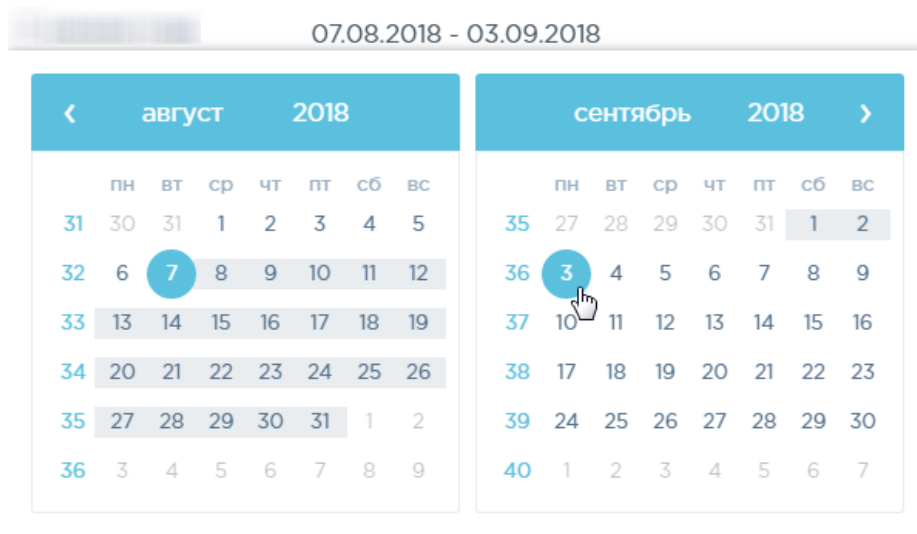 07.08.2018 - 03.09.2018
август 2018
пн вт ср чт пт сб вс
31 30 31 1 2 3 4 5
32 6 7 8 9 10 11 12
33 13 14 15 16 17 18 19
34 20 21 22 23 24 25 26
35 27 28 29 30 31 1 2
36 3 4 5 6 7 8 9
сентябрь 2018
пн вт ср чт пт сб вс
35 27 28 29 30 31 1 2
36 3 4 5 6 7 8 9
37 10 11 12 13 14 15 16
38 17 18 19 20 21 22 23
39 24 25 26 27 28 29 30
40 1 2 3 4 5 6 7